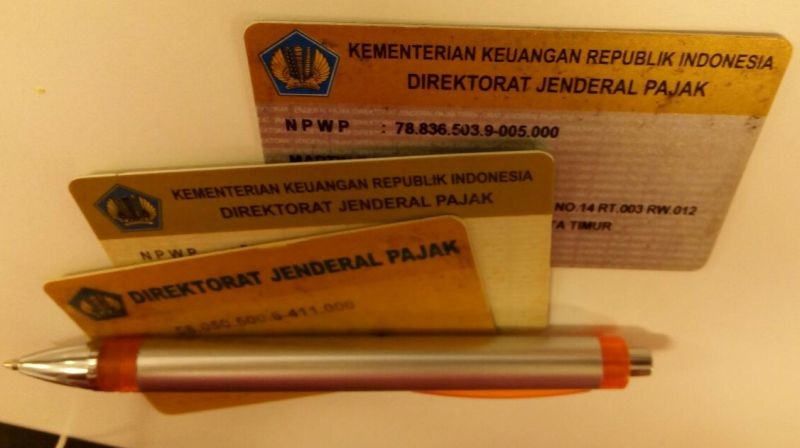 KEMENTERIAN KEUANGAN REPUBLIK INDONESIA
DIREKTORAT JENDERAL PAJAK
NPWP : 78.836.503.9-005.000
NO.14 RT.003 RW.012
TIMUR
KEMENTERIAN KEUANGAN REPUBLIK INDONESIA
DIREKTORAT JENDERAL PAJAK
NPWP
DIREKTORAT JENDERAL PAJAK